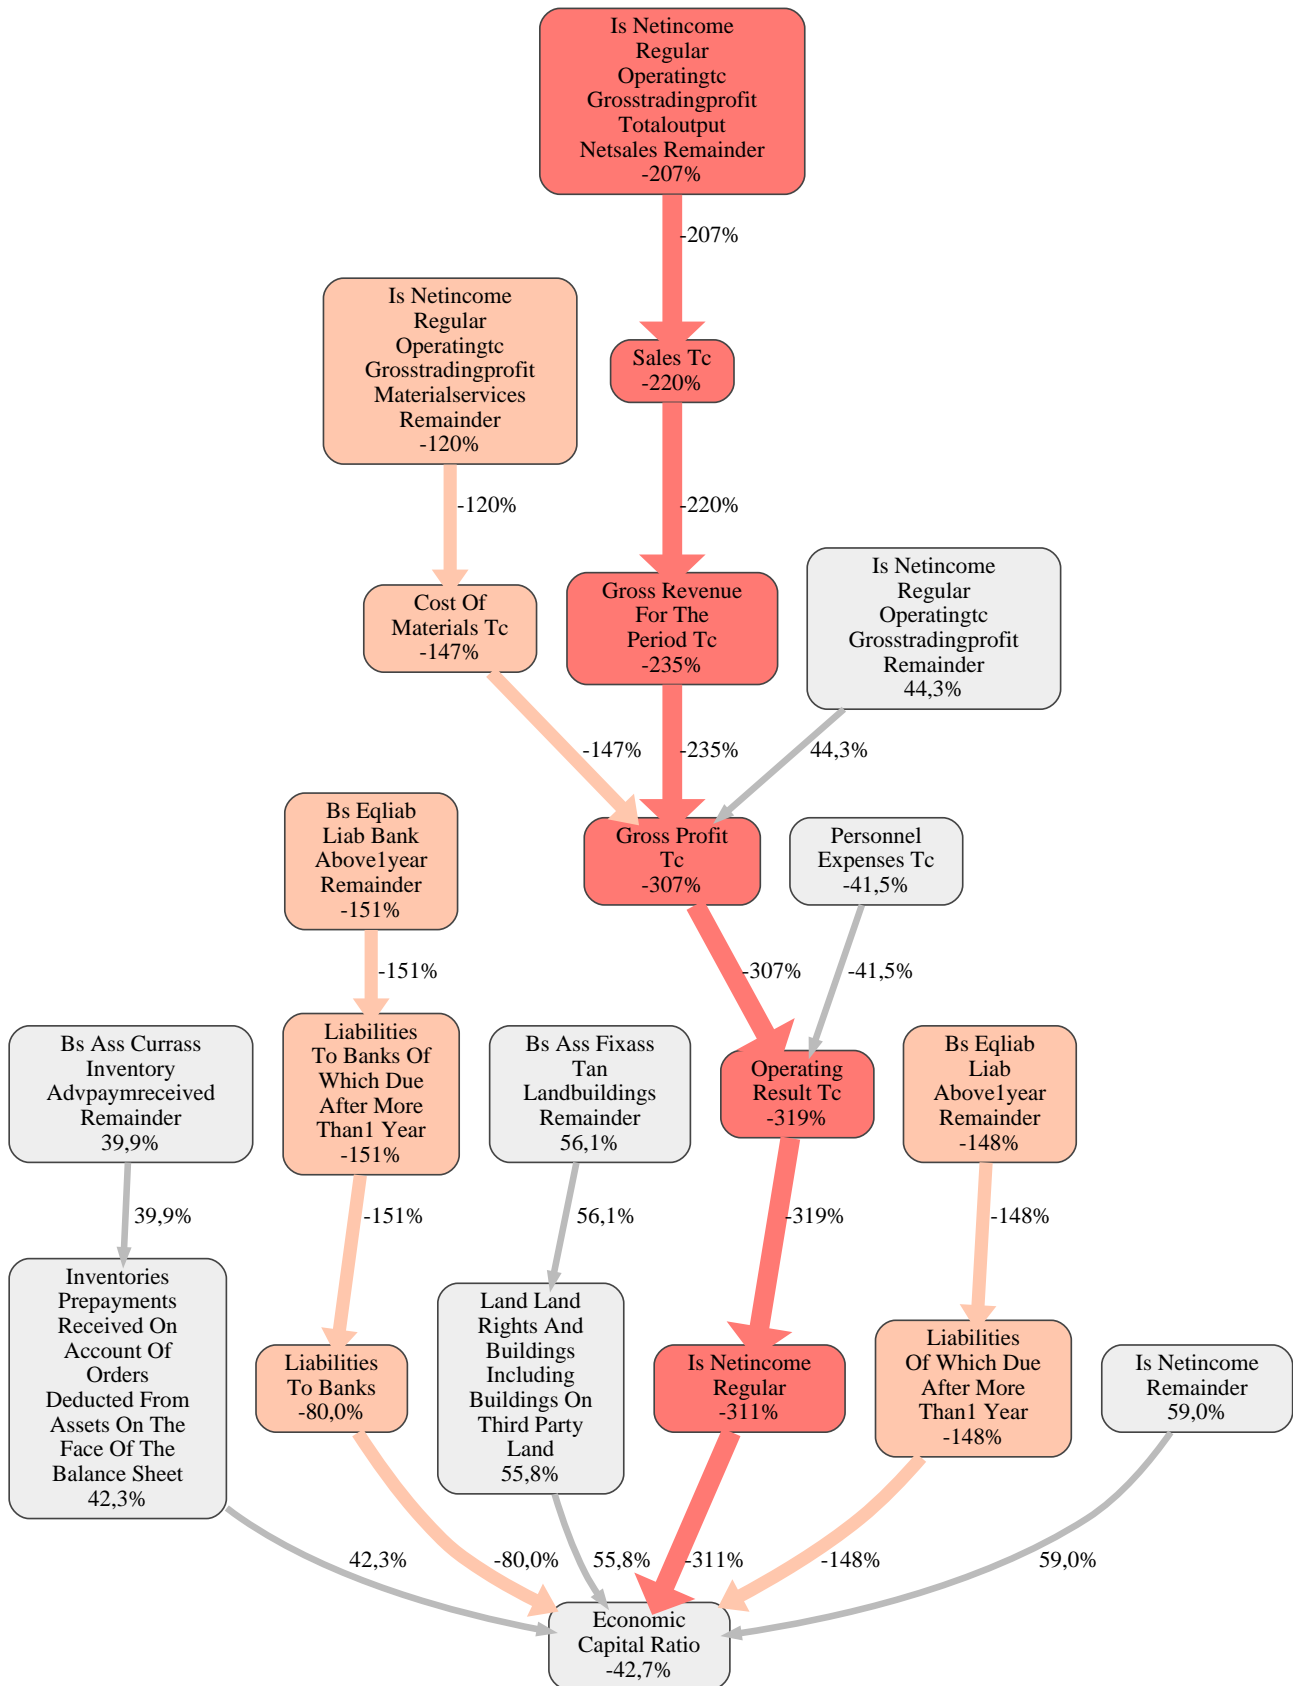 Is Netincome
Regular
Operatingtc
Grosstradingprofit
Totaloutput
Netsales Remainder
-207%
-207%
Is Netincome
Regular
Operatingtc
Grosstradingprofit
Materialservices
Remainder
-120%
Sales Tc
-220%
-120%
-220%
Is Netincome
Regular
Operatingtc
Grosstradingprofit
Remainder
44,3%
Cost Of
Materials Tc
-147%
Gross Revenue
For The
Period Tc
-235%
-147%
-235%
44,3%
Bs Eqliab
Liab Bank
Above1year
Remainder
-151%
Gross Profit
Tc
-307%
Personnel
Expenses Tc
-41,5%
-151%
-307%
-41,5%
Bs Ass Currass
Inventory
Advpaymreceived
Remainder
39,9%
Liabilities
To Banks Of
Which Due
After More
Than1 Year
-151%
Bs Ass Fixass
Tan
Landbuildings
Remainder
56,1%
Operating
Result Tc
-319%
Bs Eqliab
Liab
Above1year
Remainder
-148%
39,9%
-151%
56,1%
-319%
-148%
Inventories
Prepayments
Received On
Account Of
Orders
Deducted From
Assets On The
Face Of The
Balance Sheet
42,3%
Liabilities
To Banks
-80,0%
Land Land
Rights And
Buildings
Including
Buildings On
Third Party
Land
55,8%
Is Netincome
Regular
-311%
Liabilities
Of Which Due
After More
Than1 Year
-148%
Is Netincome
Remainder
59,0%
42,3%
-80,0%
55,8%
-311%
-148%
59,0%
Economic
Capital Ratio
-42,7%